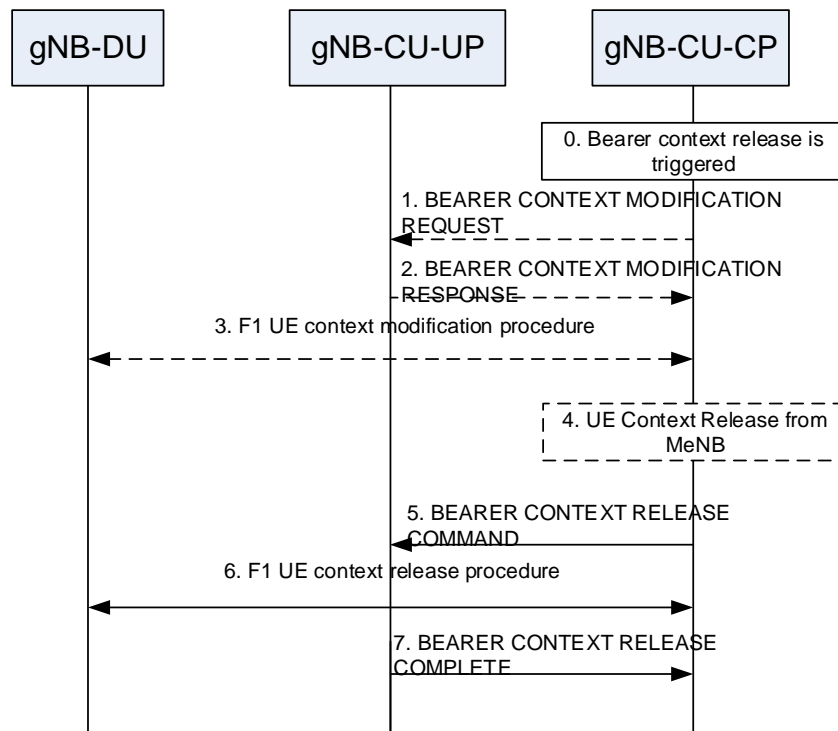 gNB-DU
gNB-CU-UP
gNB-CU-CP
0. Bearer context release is
triggered
1. BEARER CONTEXT MODIFICATION
REQUEST
2. BEARER CONTEXT MODIFICATION
RESPONSE
3. F1 UE context modification procedure
4. UE Context Release from
MeNB
5. BEARER CONTEXT RELEASE
COMMAND
6. F1 UE context release procedure
7. BEARER CONTEXT RELEASE
COMPLETE